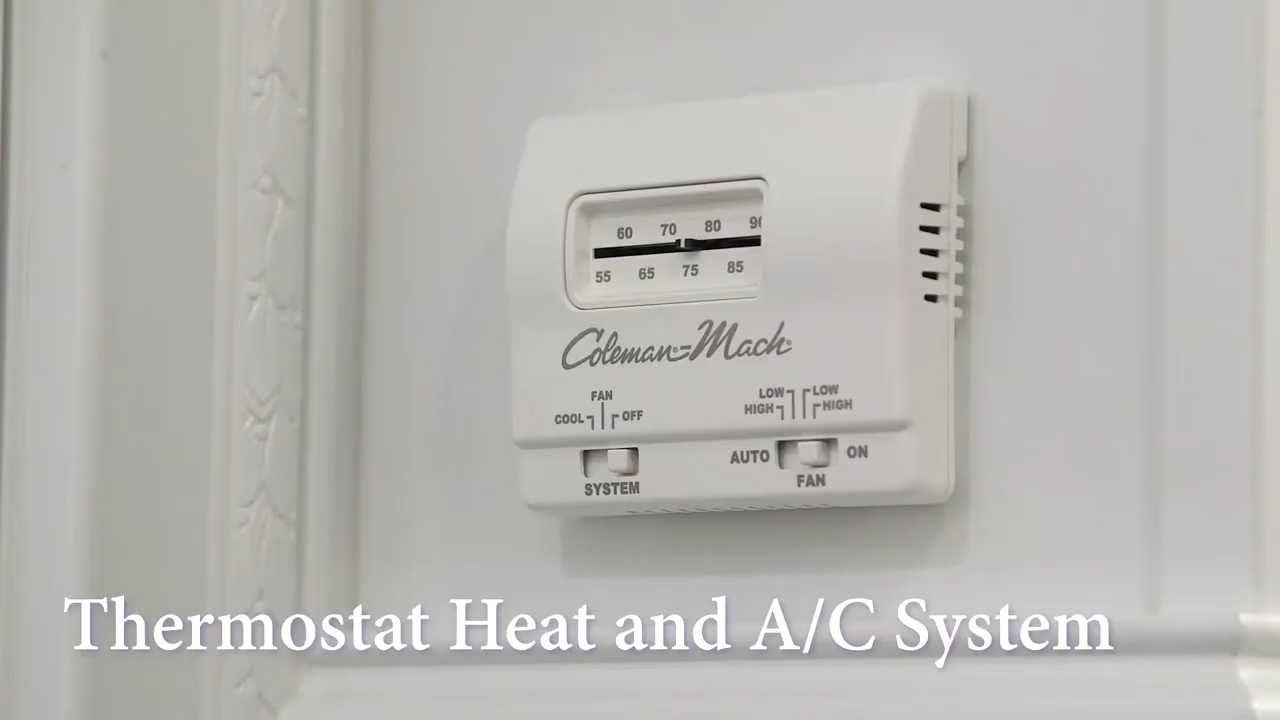 60 70 80 90
55 65 75 85
Coleman-Mach
FAN
COOL OFF
SYSTEM
LOW LOW
HIGH HIGH
AUTO ON
FAN
Thermostat Heat and A/C System